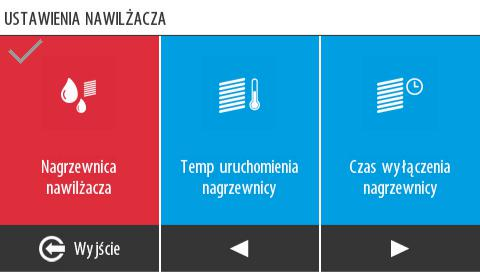 USTAWIENIA NAWILŻACZA
Nagrzewnica
nawilżacza
Temp uruchomienia
nagrzewnicy
Czas wyłączenia
nagrzewnicy
Wyjście